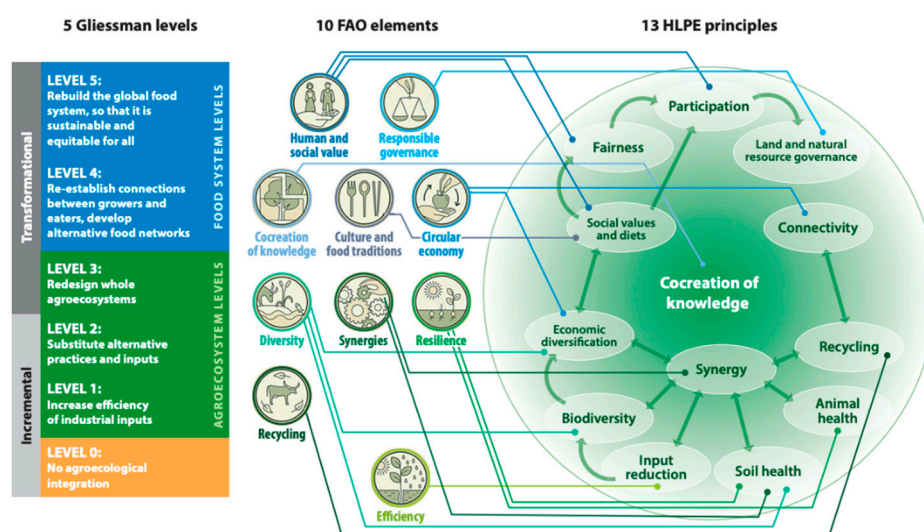 5 Gliessman levels
10 FAO elements
13 HLPE principles
Transformational
Incremental
FOOD SYSTEM LEVELS
AGROECOSYSTEM LEVELS
LEVEL 5:
Rebuild the global food
system, so that it is
sustainable and
equitable for all
LEVEL 4:
Re-establish connections
between growers and
eaters, develop
alternative food networks
LEVEL 3:
Redesign whole
agroecosystems
LEVEL 2:
Substitute alternative
practices and inputs
LEVEL 1:
Increase efficiency
of industrial inputs
LEVEL 0:
No agroecological
integration
Human and
social value
Responsible
governance
Cocreation
of knowledge
Culture and
food traditions
Circular
economy
Diversity
Synergies
Resilience
Recycling
Efficiency
Participation
Fairness
Land and natural
resource governance
Social values
and diets
Connectivity
Cocreation of
knowledge
Economic
diversification
Synergy
Recycling
Biodiversity
Animal
health
Input
reduction
Soil health